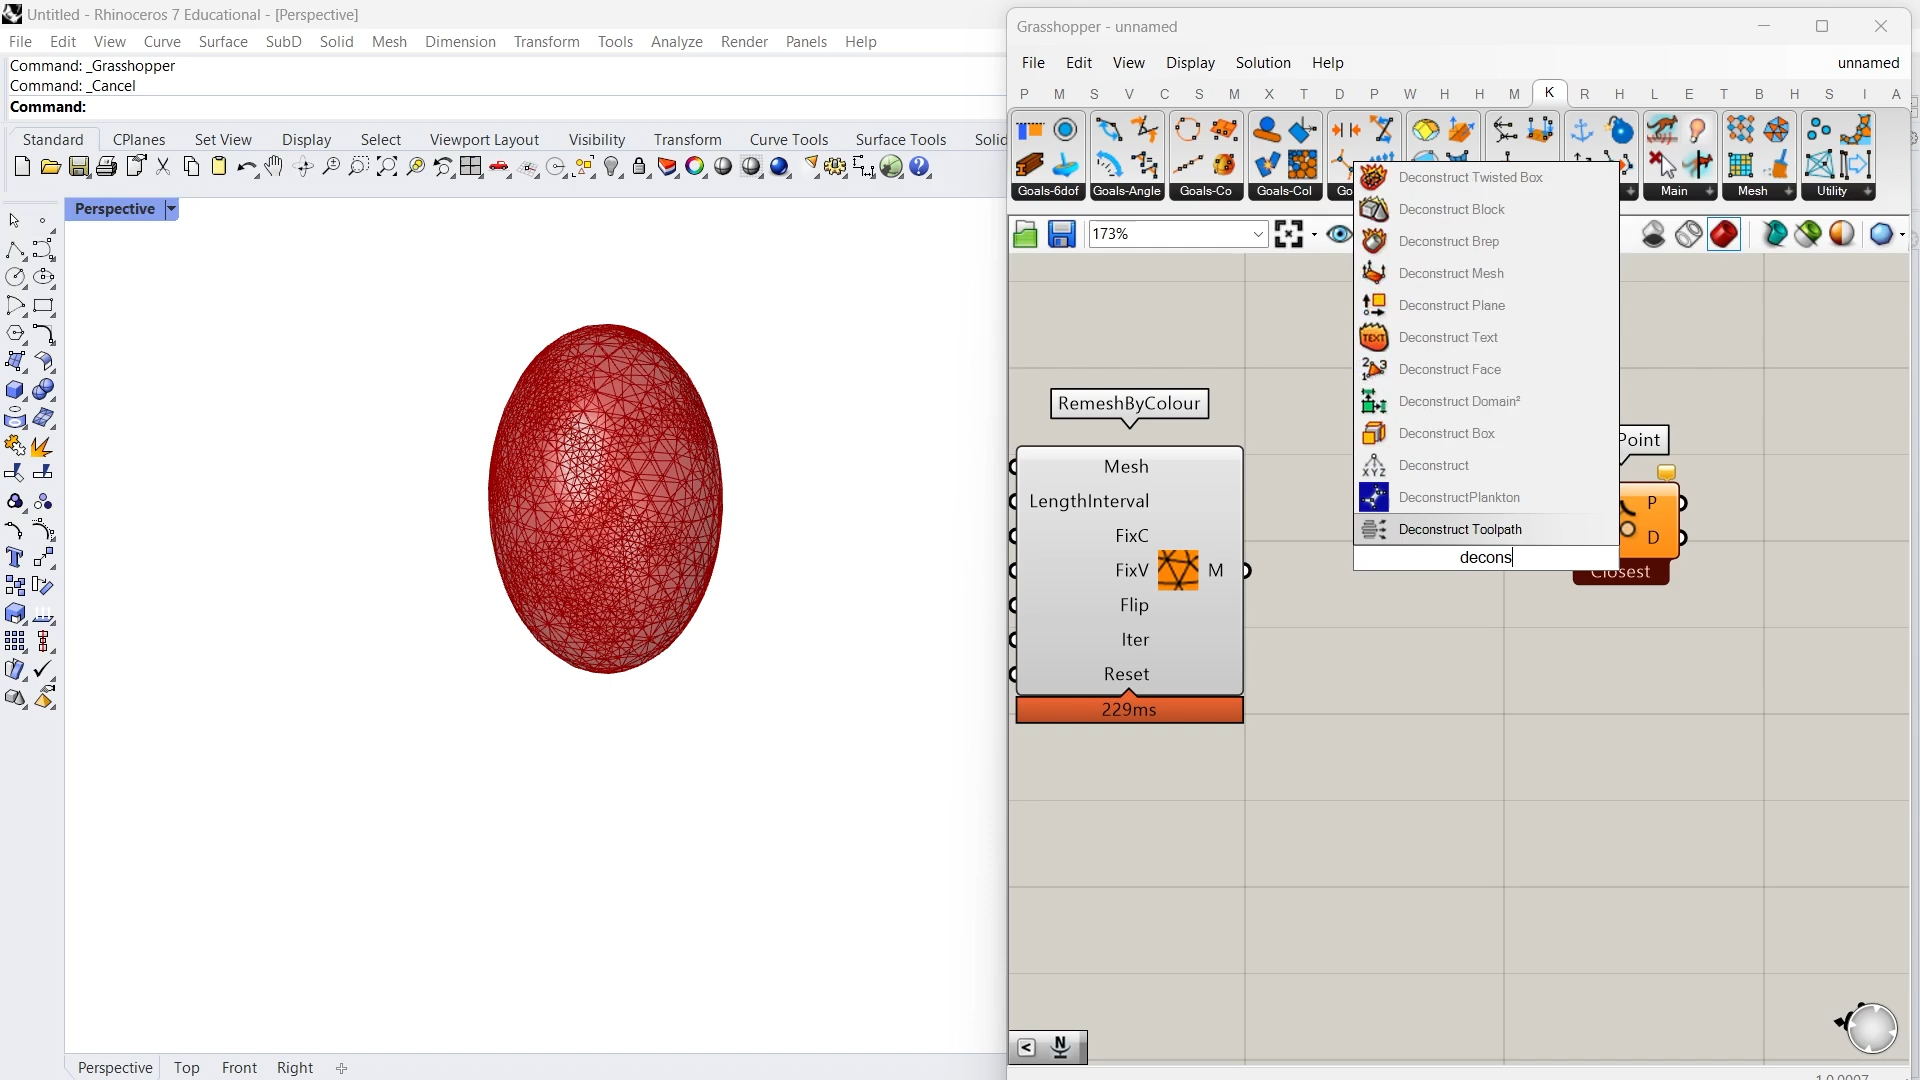 Untitled - Rhinoceros 7 Educational - [Perspective]
File Edit View Curve Surface SubD Solid Mesh Dimension Transform Tools Analyze Render Panels Help
Command: _Grasshopper
Command: _Cancel
Command:
Standard CPlanes Set View Display Select Viewport Layout Visibility Transform Curve Tools Surface Tools Solid
Perspective
Perspective Top Front Right
Grasshopper - unnamed
File Edit View Display Solution Help unnamed
P M S V C S M X T D P W H H M K R H L E T B H S I A
Goals-6dof Goals-Angle Goals-Co Goals-Col Go Main Mesh Utility
173%
Deconstruct Twisted Box
Deconstruct Block
Deconstruct Brep
Deconstruct Mesh
Deconstruct Plane
TEXT Deconstruct Text
Deconstruct Face
Deconstruct Domain²
Deconstruct Box
XYZ Deconstruct
DeconstructPlankton
Deconstruct Toolpath
decons
RemeshByColour
Mesh
LengthInterval
FixC
FixV M
Flip
Iter
Reset
229ms
Point
P
D
Closest
< N